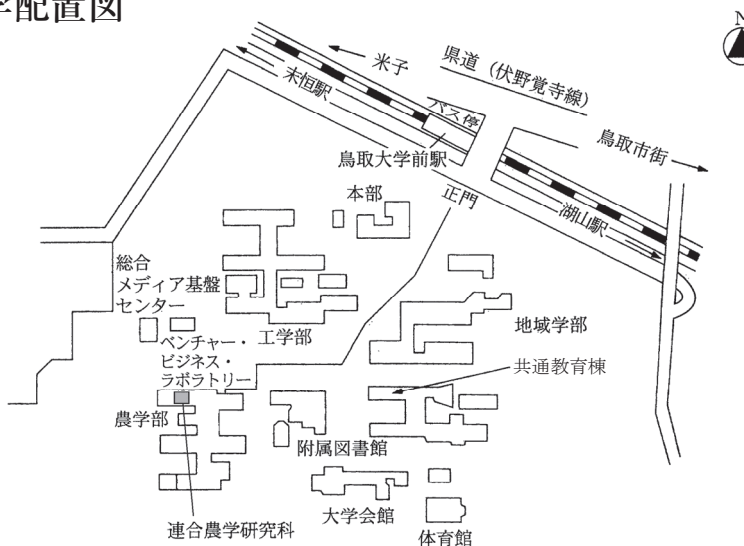 学配置図
N
米子
県道（伏野覚寺線）
末恒駅
バス停
鳥取市街
鳥取大学前駅
本部
正門
湖山駅
総合
メディア基盤
センター
工学部
地域学部
ベンチャー・
ビジネス・
ラボラトリー
共通教育棟
農学部
附属図書館
大学会館
連合農学研究科
体育館